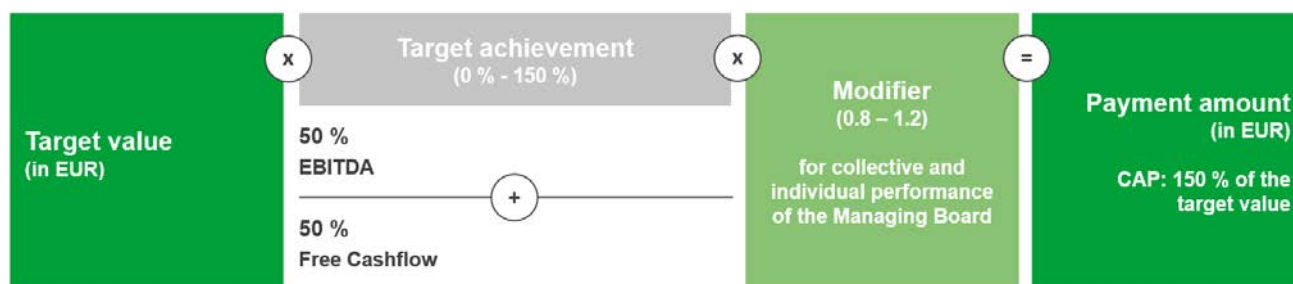 Target value
(in EUR)
x
Target achievement
(0 % - 150 %)
50 %
EBITDA
+
50 %
Free Cashflow
x
Modifier
(0.8 – 1.2)
for collective and
individual performance
of the Managing Board
=
Payment amount
(in EUR)
CAP: 150 % of the
target value